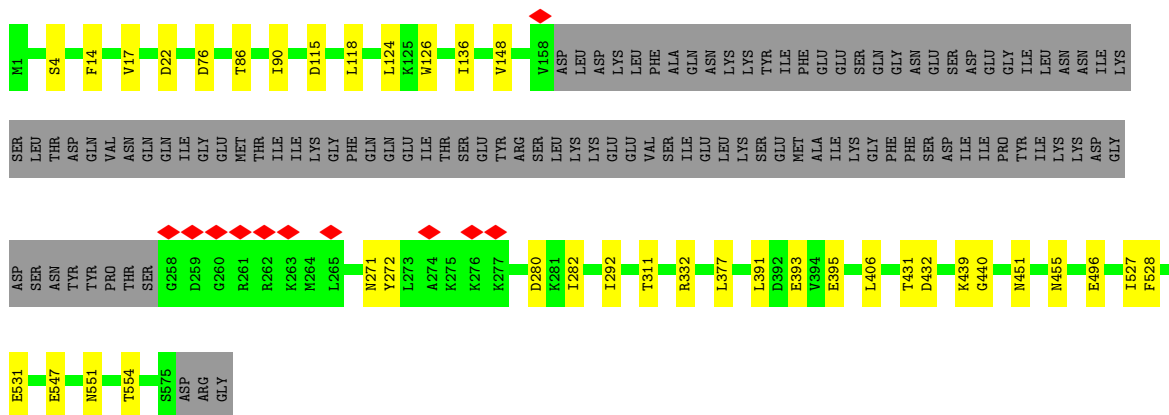 M1 S4 F14 V17 D22 D76 T86 I90 D115 L118 L124 K125 W126 I136 V148 V158 ASP LEU ASP LYS LEU PHE ALA GLN ASN LYS LYS TYR ILE PHE GLU GLU SER GLN GLY ASN GLU SER ASP GLU GLY ILE LEU ASN ASN ILE LYS
SER LEU THR ASP GLN VAL ASN GLN GLN ILE GLY GLU MET THR ILE ILE LYS GLY PHE GLN GLN GLU ILE THR SER GLU TYR ARG SER LEU LYS LYS GLU GLU VAL SER ILE GLU LEU LYS SER GLU MET ALA ILE LYS GLY PHE PHE SER ASP ILE ILE PRO TYR ILE LYS LYS ASP GLY
ASP SER ASN TYR TYR PRO THR SER G258 D259 G260 R261 R262 K263 M264 L265 N271 Y272 L273 A274 K275 K276 K277 D280 K281 I282 I292 T311 R332 L377 L391 D392 E393 V394 E395 L406 T431 D432 K439 G440 N451 N455 E496 I527 F528
E531 E547 N551 T554 S575 ASP ARG GLY